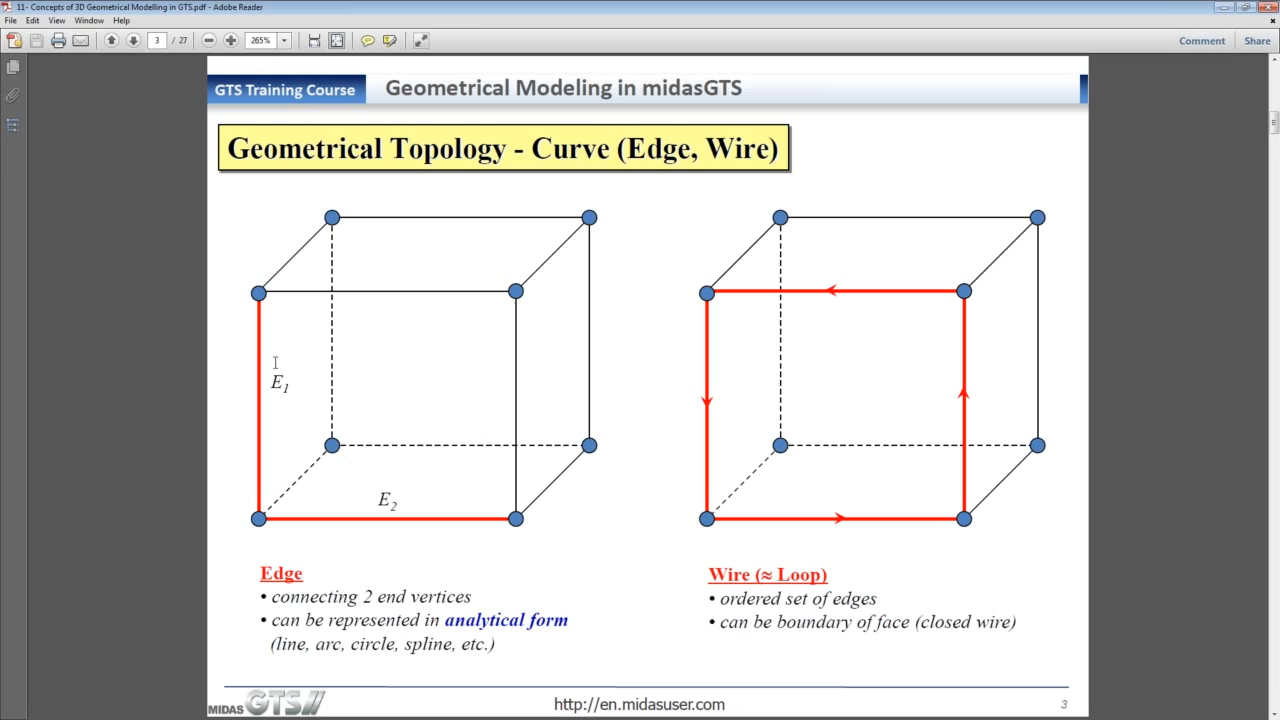 11- Concepts of 3D Geometrical Modelling in GTS.pdf - Adobe Reader
File Edit View Window Help
3 / 27 265% Comment Share
GTS Training Course Geometrical Modeling in midasGTS
Geometrical Topology - Curve (Edge, Wire)
E1
E2
Edge
• connecting 2 end vertices
• can be represented in analytical form
(line, arc, circle, spline, etc.)
Wire (≈ Loop)
• ordered set of edges
• can be boundary of face (closed wire)
MIDAS GTS http://en.midasuser.com 3